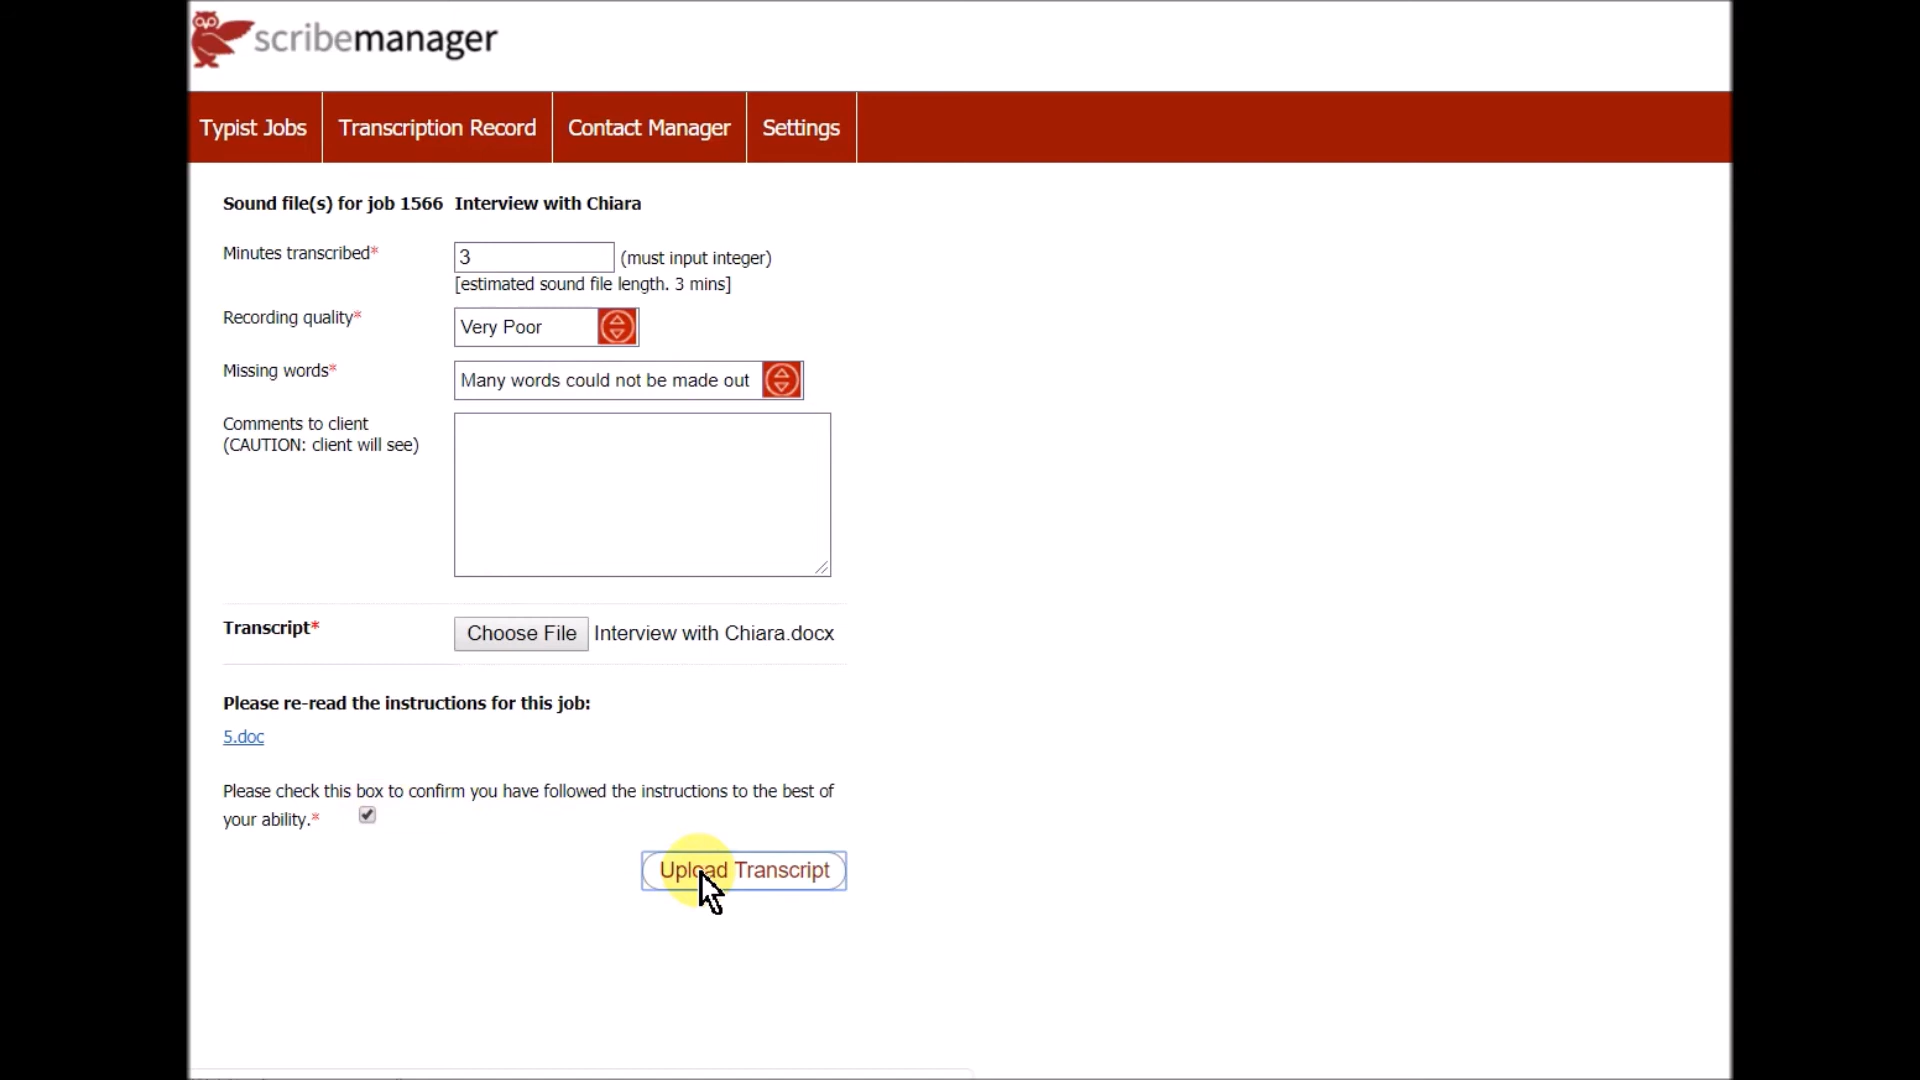 scribemanager
Typist Jobs
Transcription Record
Contact Manager
Settings
Sound file(s) for job 1566 Interview with Chiara
Minutes transcribed*
3
(must input integer)
[estimated sound file length. 3 mins]
Recording quality*
Very Poor
Missing words*
Many words could not be made out
Comments to client
(CAUTION: client will see)
Transcript*
Choose File
Interview with Chiara.docx
Please re-read the instructions for this job:
5.doc
Please check this box to confirm you have followed the instructions to the best of
your ability.*
Upload Transcript